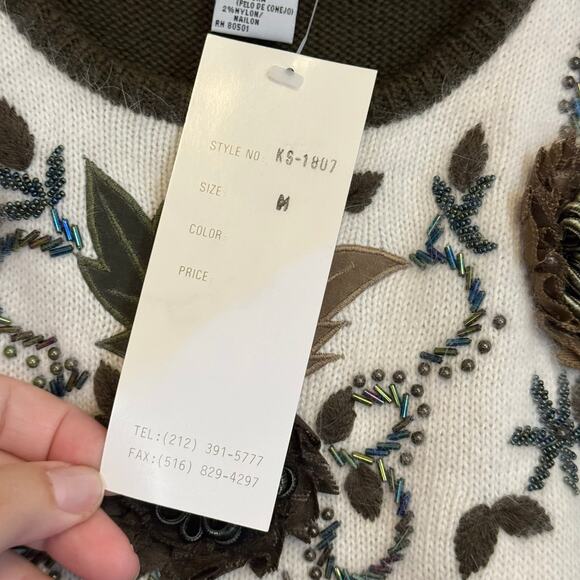 (PELO DE CONEJO)
2% NYLON/
NAILON
RN 80501
STYLE NO. KS-1807
SIZE: M
COLOR:
PRICE:
TEL:(212) 391-5777
FAX:(516) 829-4297